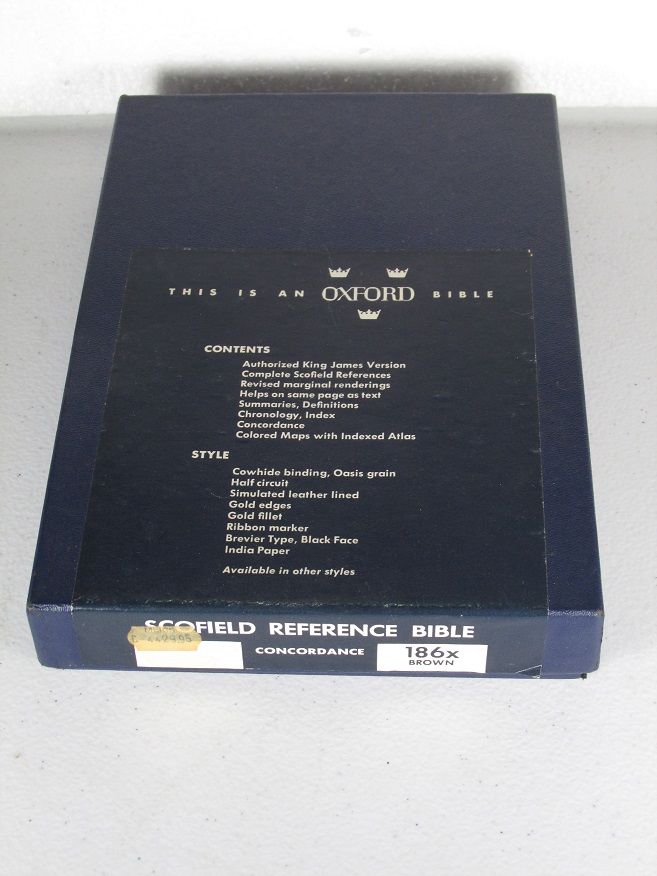 THIS IS AN OXFORD BIBLE
CONTENTS
Authorized King James Version
Complete Scofield References
Revised marginal renderings
Helps on same page as text
Summaries, Definitions
Chronology, Index
Concordance
Colored Maps with Indexed Atlas
STYLE
Cowhide binding, Oasis grain
Half circuit
Simulated leather lined
Gold edges
Gold fillet
Ribbon marker
Brevier Type, Black Face
India Paper
Available in other styles
SCOFIELD REFERENCE BIBLE
CONCORDANCE
186x
BROWN